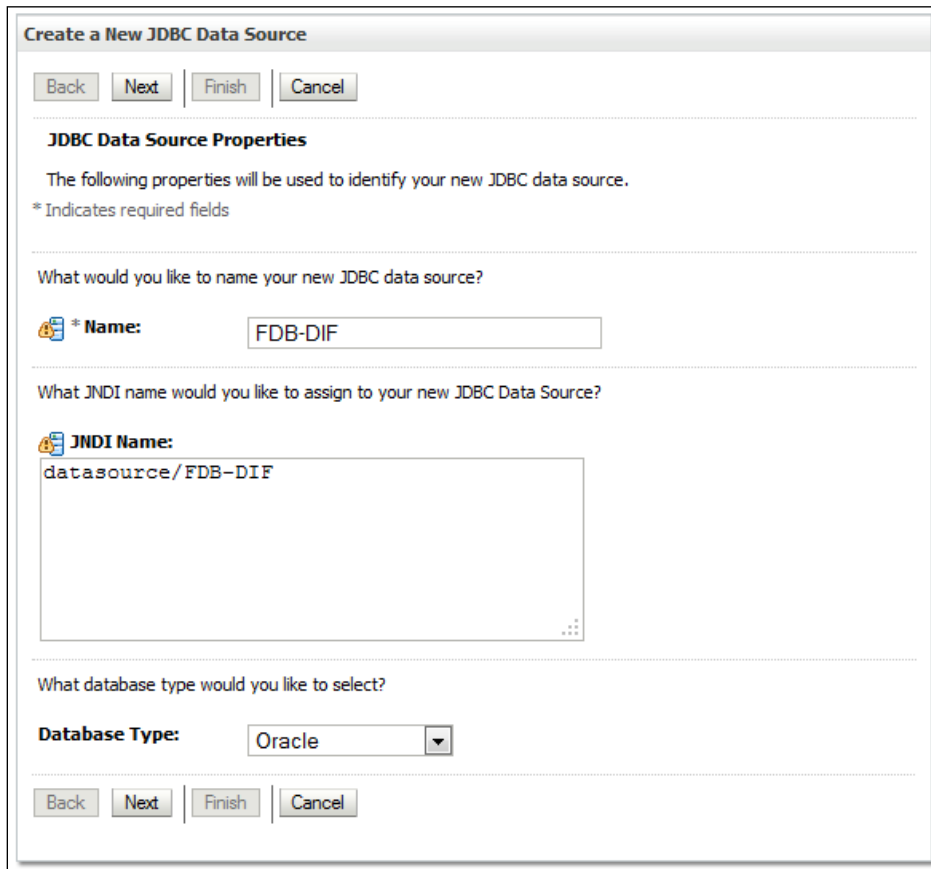 Create a New JDBC Data Source
Back Next Finish Cancel
JDBC Data Source Properties
The following properties will be used to identify your new JDBC data source.
* Indicates required fields
What would you like to name your new JDBC data source?
* Name: FDB-DIF
What JNDI name would you like to assign to your new JDBC Data Source?
JNDI Name:
datasource/FDB-DIF
What database type would you like to select?
Database Type: Oracle
Back Next Finish Cancel